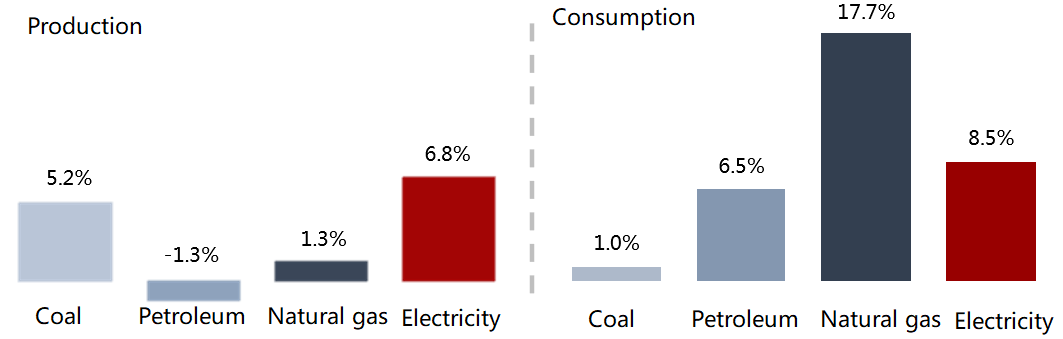 Production
5.2%
-1.3%
1.3%
6.8%
Coal
Petroleum
Natural gas
Electricity
Consumption
1.0%
6.5%
17.7%
8.5%
Coal
Petroleum
Natural gas
Electricity